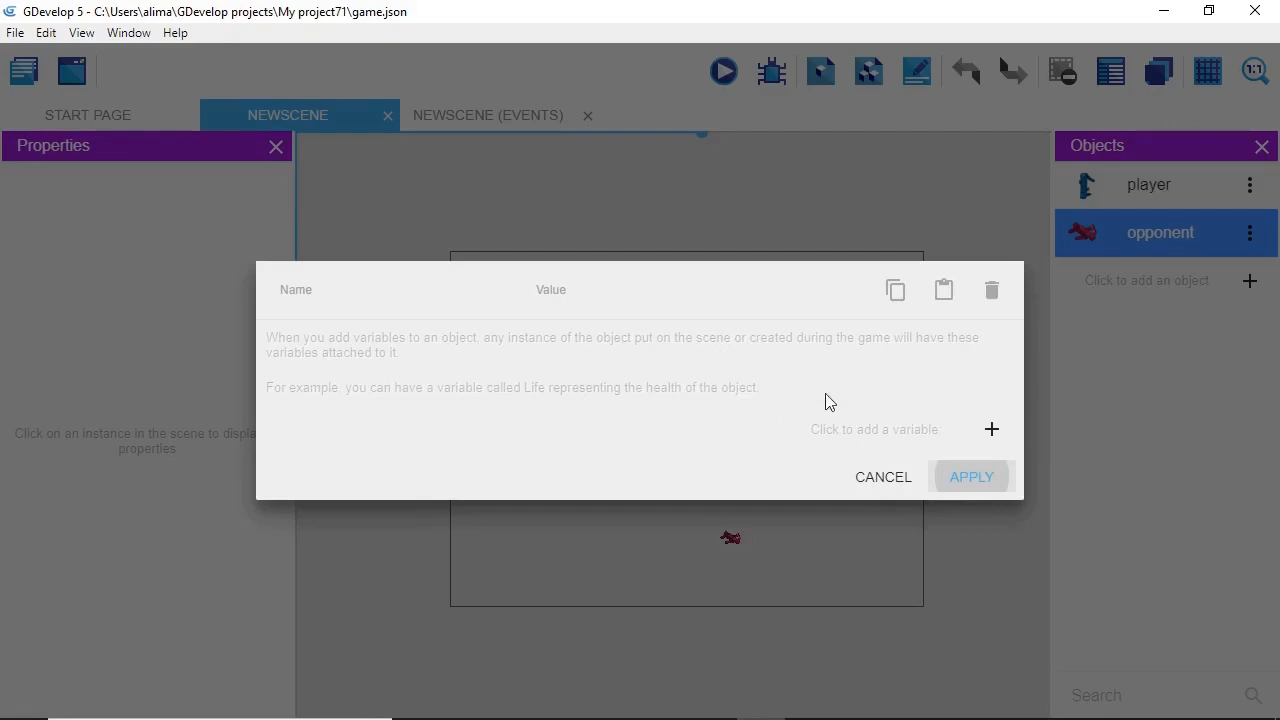 GDevelop 5 - C:\Users\alima\GDevelop projects\My project71\game.json
File Edit View Window Help
1:1
START PAGE NEWSCENE NEWSCENE (EVENTS)
Properties
Objects
player
opponent
Click to add an object
Name Value
When you add variables to an object, any instance of the object put on the scene or created during the game will have these
variables attached to it.
For example, you can have a variable called Life representing the health of the object.
Click to add a variable:
Click on an instance in the scene to displa
properties
CANCEL APPLY
Search